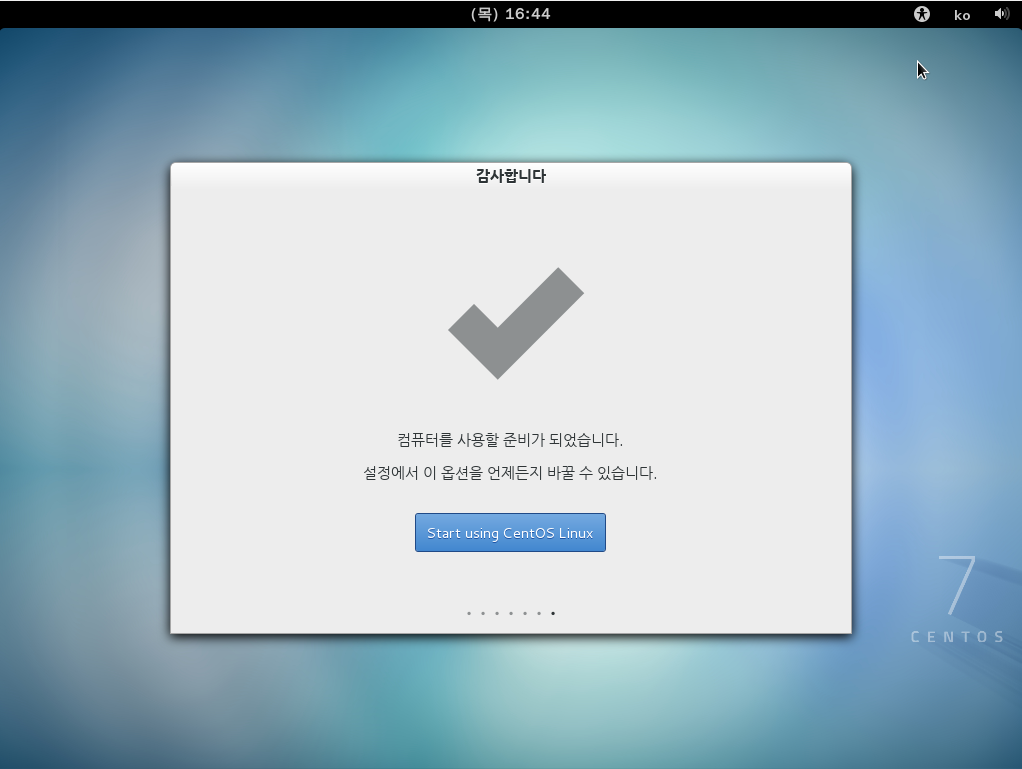 (목) 16:44
ko
감사합니다
컴퓨터를 사용할 준비가 되었습니다.
설정에서 이 옵션을 언제든지 바꿀 수 있습니다.
Start using CentOS Linux
7
CENTOS